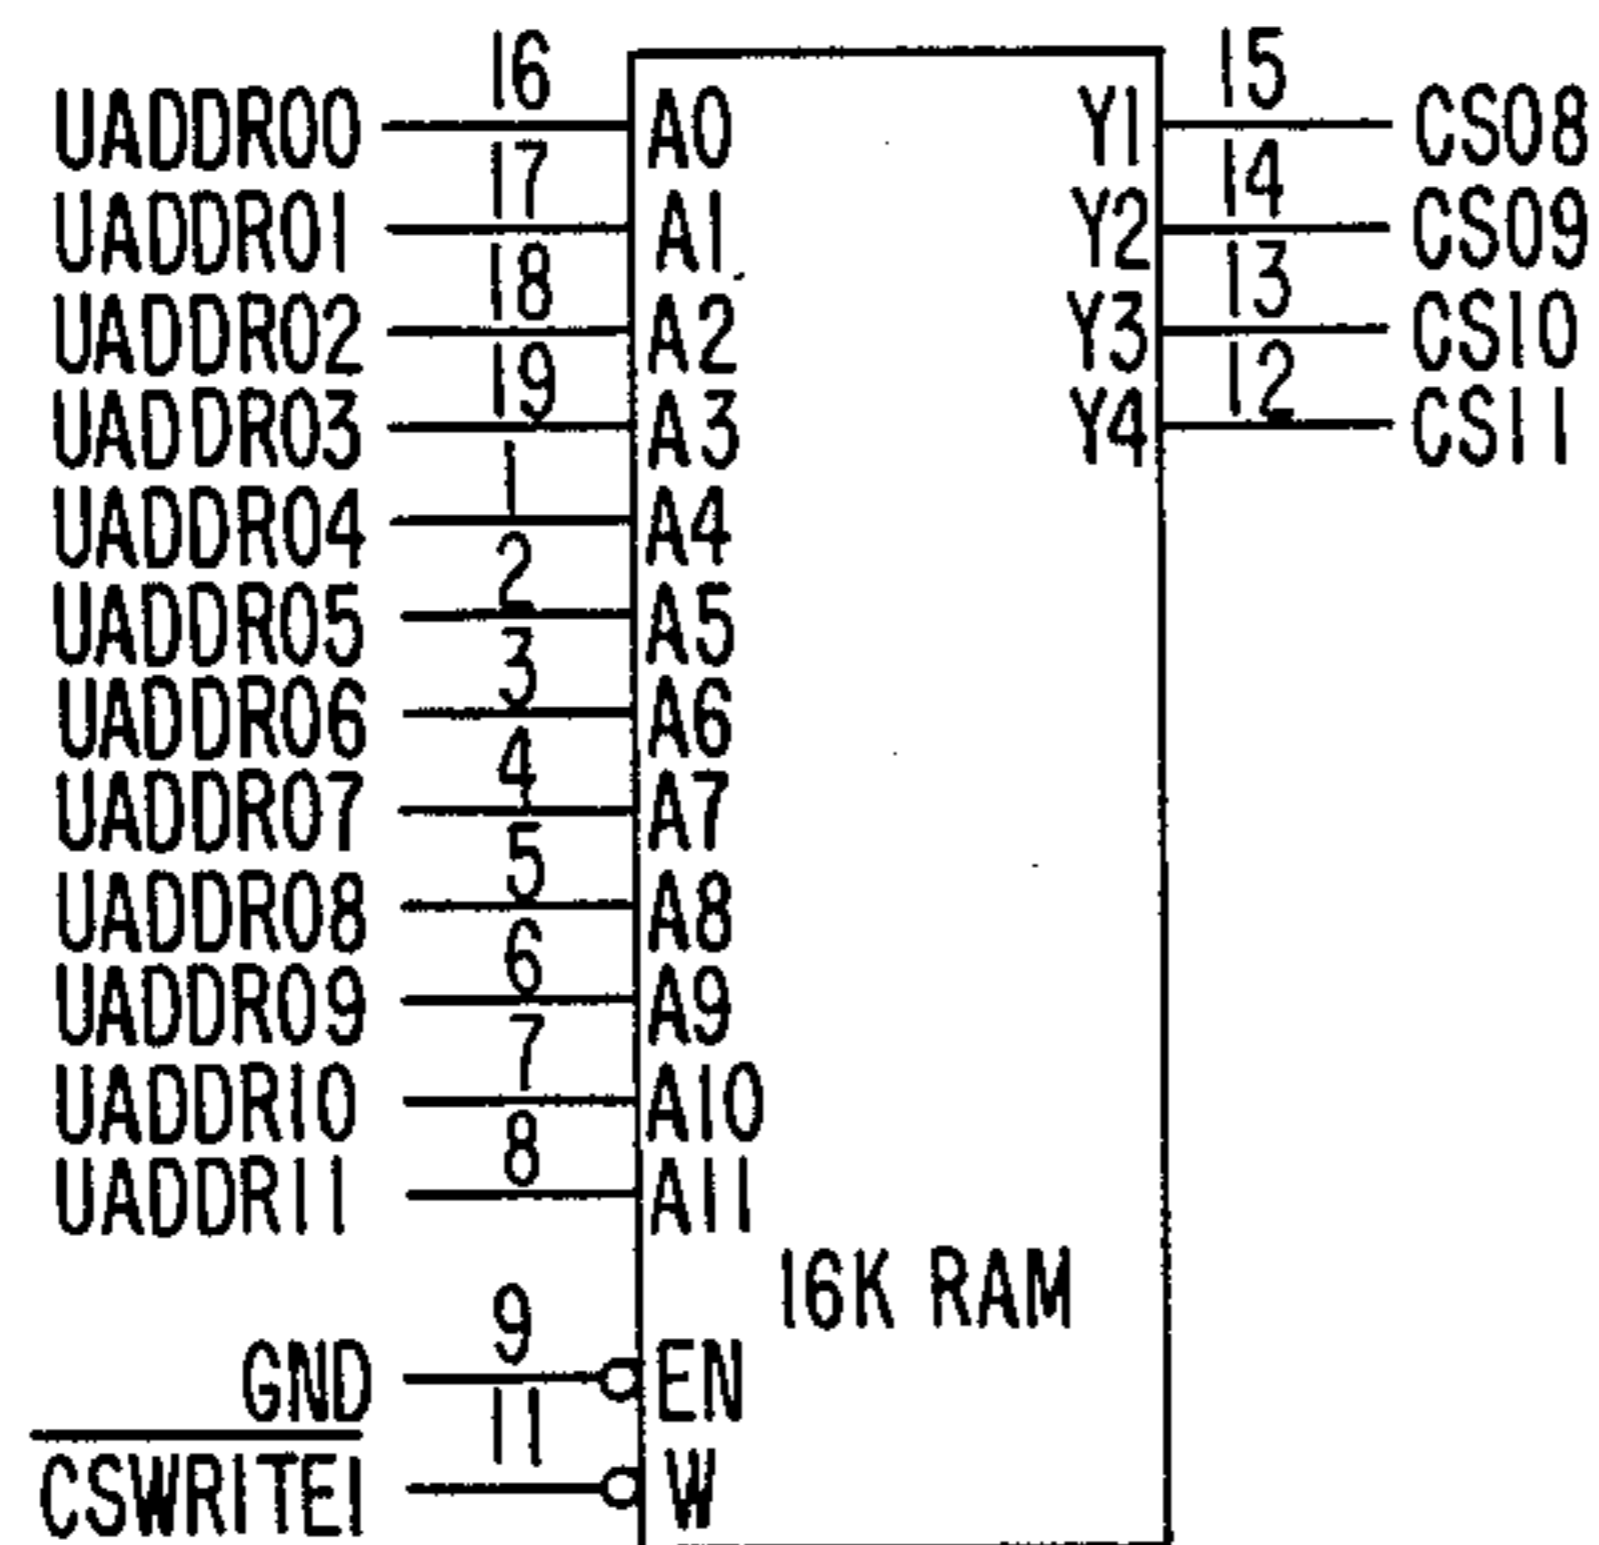 UADDR00 16 A0 Y1 15 CS08
UADDR01 17 A1 Y2 14 CS09
UADDR02 18 A2 Y3 13 CS10
UADDR03 19 A3 Y4 12 CS11
UADDR04 1 A4
UADDR05 2 A5
UADDR06 3 A6
UADDR07 4 A7
UADDR08 5 A8
UADDR09 6 A9
UADDR10 7 A10
UADDR11 8 A11
16K RAM
GND 9 EN
CSWRITE1 11 W